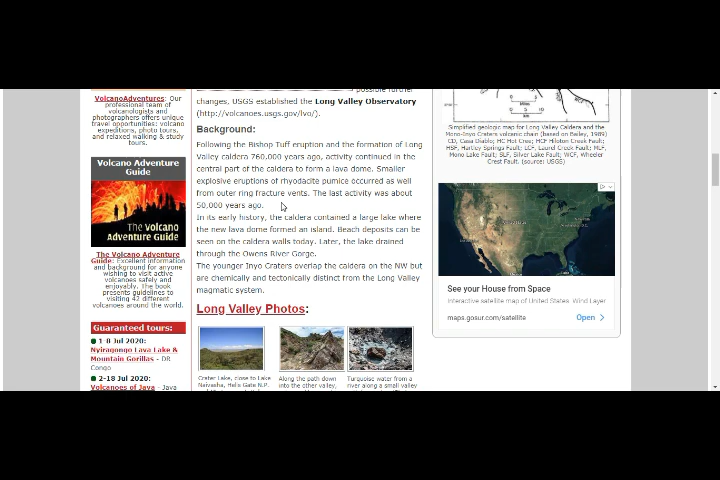 VolcanoAdventures: Our
professional team of
volcanologists and
photographers offers unique
travel opportunities: volcano
expeditions, photo tours,
and relaxed walking & study
tours.
Volcano Adventure
Guide
The VOLCANO
Adventure Guide
The Volcano Adventure
Guide: Excellent information
and background for anyone
wishing to visit active
volcanoes safely and
enjoyably. The book
presents guidelines to
visiting 42 different
volcanoes around the world.
Guaranteed tours:
1-8 Jul 2020:
Nyiragongo Lava Lake &
Mountain Gorillas - DR
Congo
2-18 Jul 2020:
Volcanoes of Java - Java
possible further
changes, USGS established the Long Valley Observatory
(http://volcanoes.usgs.gov/lvo/).
Background:
Following the Bishop Tuff eruption and the formation of Long
Valley caldera 760,000 years ago, activity continued in the
central part of the caldera to form a lava dome. Smaller
explosive eruptions of rhyodacite pumice occurred as well
from outer ring fracture vents. The last activity was about
50,000 years ago.
In its early history, the caldera contained a large lake where
the new lava dome formed an island. Beach deposits can be
seen on the caldera walls today. Later, the lake drained
through the Owens River Gorge.
The younger Inyo Craters overlap the caldera on the NW but
are chemically and tectonically distinct from the Long Valley
magmatic system.
Long Valley Photos:
Crater Lake, close to Lake
Naivasha, Hells Gate N.P.
Along the path down
into the other valley,
Turquoise water from a
river along a small valley
Simplified geologic map for Long Valley Caldera and the
Mono-Inyo Craters volcanic chain (based on Bailey, 1989)
CD, Casa Diablo; HC Hot Cree; HCF Hilton Creek Fault;
HSF, Hartley Springs Fault; LCF, Laurel Creek Fault; MLF,
Mono Lake Fault; SLF, Silver Lake Fault; WCF, Wheeler
Crest Fault. (source: USGS)
See your House from Space
Interactive satellite map of United States. Wind Layer
maps.gosur.com/satellite
Open